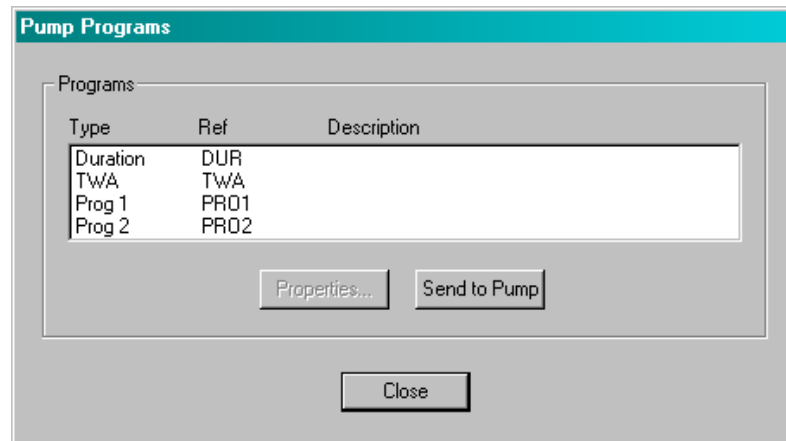 Pump Programs
Programs
Type Ref Description
Duration DUR
TWA TWA
Prog 1 PRO1
Prog 2 PRO2
Properties... Send to Pump
Close